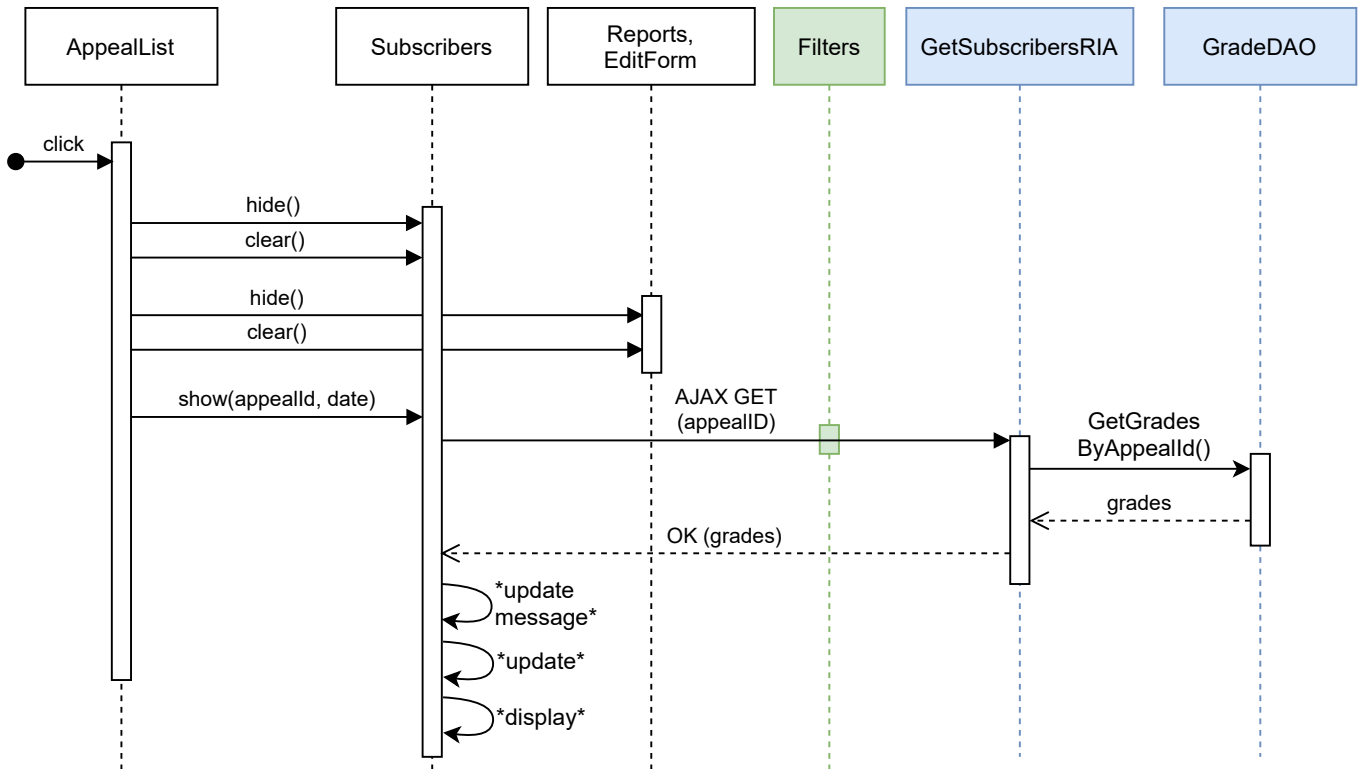 AppealList
Subscribers
Reports,
EditForm
Filters
GetSubscribersRIA
GradeDAO
click
hide()
clear()
hide()
clear()
show(appealId, date)
AJAX GET
(appealID)
GetGrades
ByAppealId()
grades
OK (grades)
*update
message*
*update*
*display*